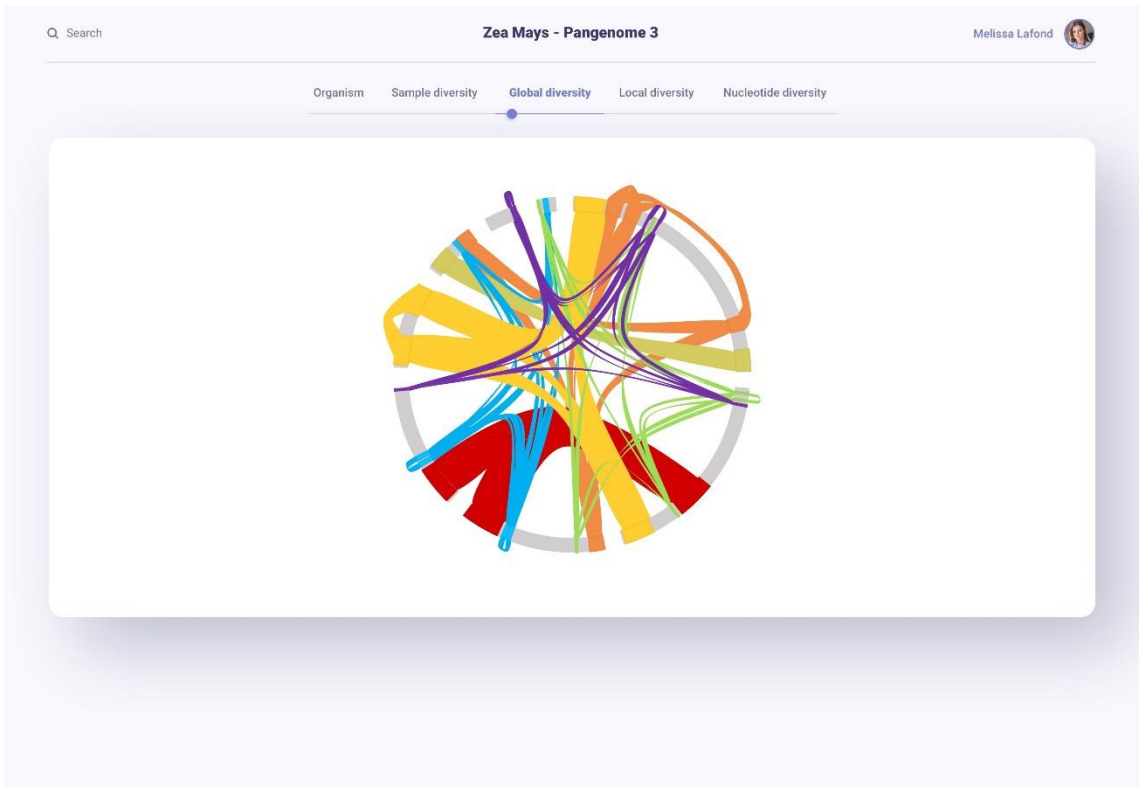 Search
Zea Mays - Pangenome 3
Melissa Lafond
Organism
Sample diversity
Global diversity
Local diversity
Nucleotide diversity